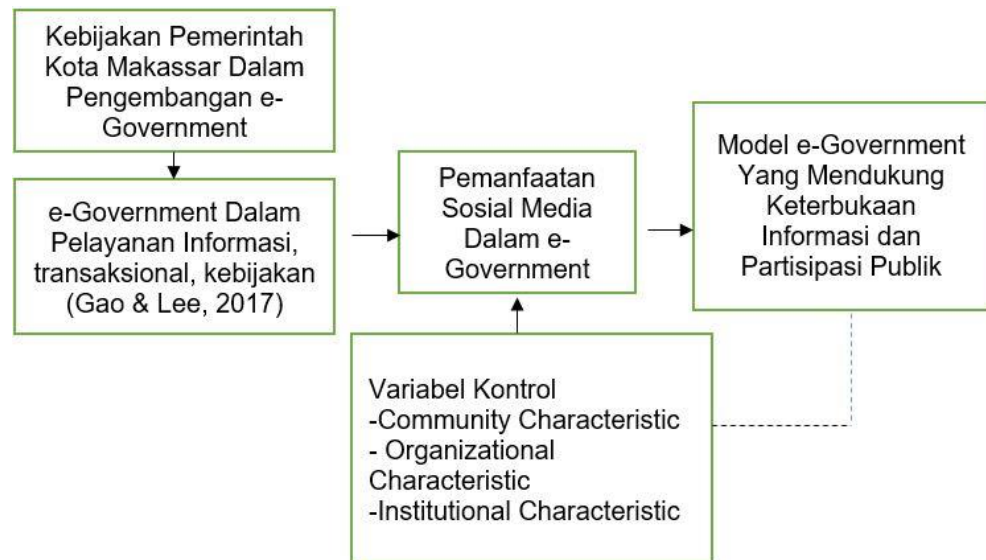 Kebijakan Pemerintah
Kota Makassar Dalam
Pengembangan e-
Government
e-Government Dalam
Pelayanan Informasi,
transaksional, kebijakan
(Gao & Lee, 2017)
Pemanfaatan
Sosial Media
Dalam e-
Government
Model e-Government
Yang Mendukung
Keterbukaan
Informasi dan
Partisipasi Publik
Variabel Kontrol
-Community Characteristic
- Organizational
Characteristic
-Institutional Characteristic